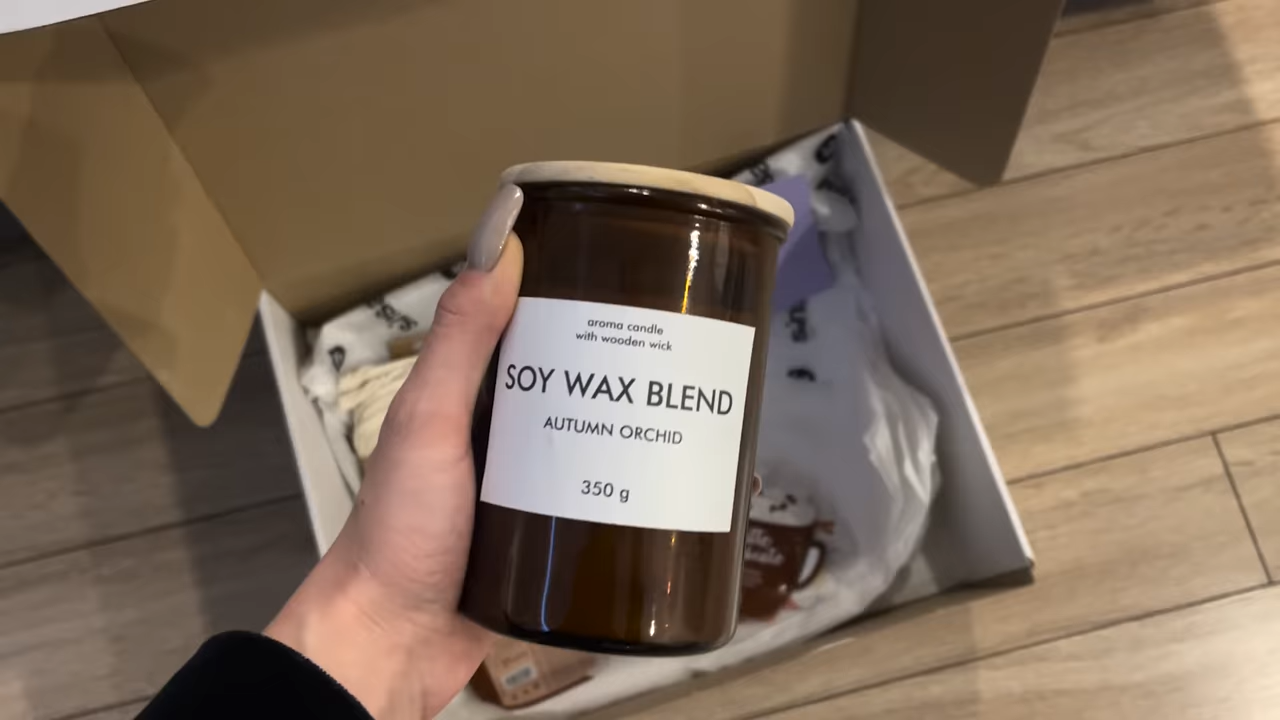 aroma candle
with wooden wick
SOY WAX BLEND
AUTUMN ORCHID
350 g